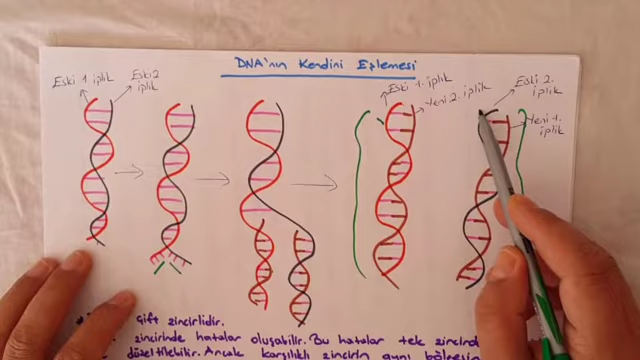 DNA'nın Kendini Eşlemesi
Eski 1. iplik
Eski 2
iplik
Eski 1. iplik
Yeni 2. iplik
Eski 2.
iplik
Yeni 1.
iplik
Çift zincirlidir.
zincirinde hatalar oluşabilir. Bu hatalar tek zincird
düzeltilebilir. Ancak karşılıklı zincirin aynı bölgesin